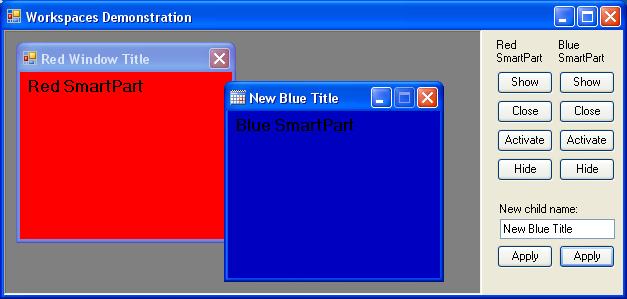 Workspaces Demonstration
Red Window Title
Red SmartPart
New Blue Title
Blue SmartPart
Red SmartPart
Blue SmartPart
Show
Show
Close
Close
Activate
Activate
Hide
Hide
New child name:
New Blue Title
Apply
Apply